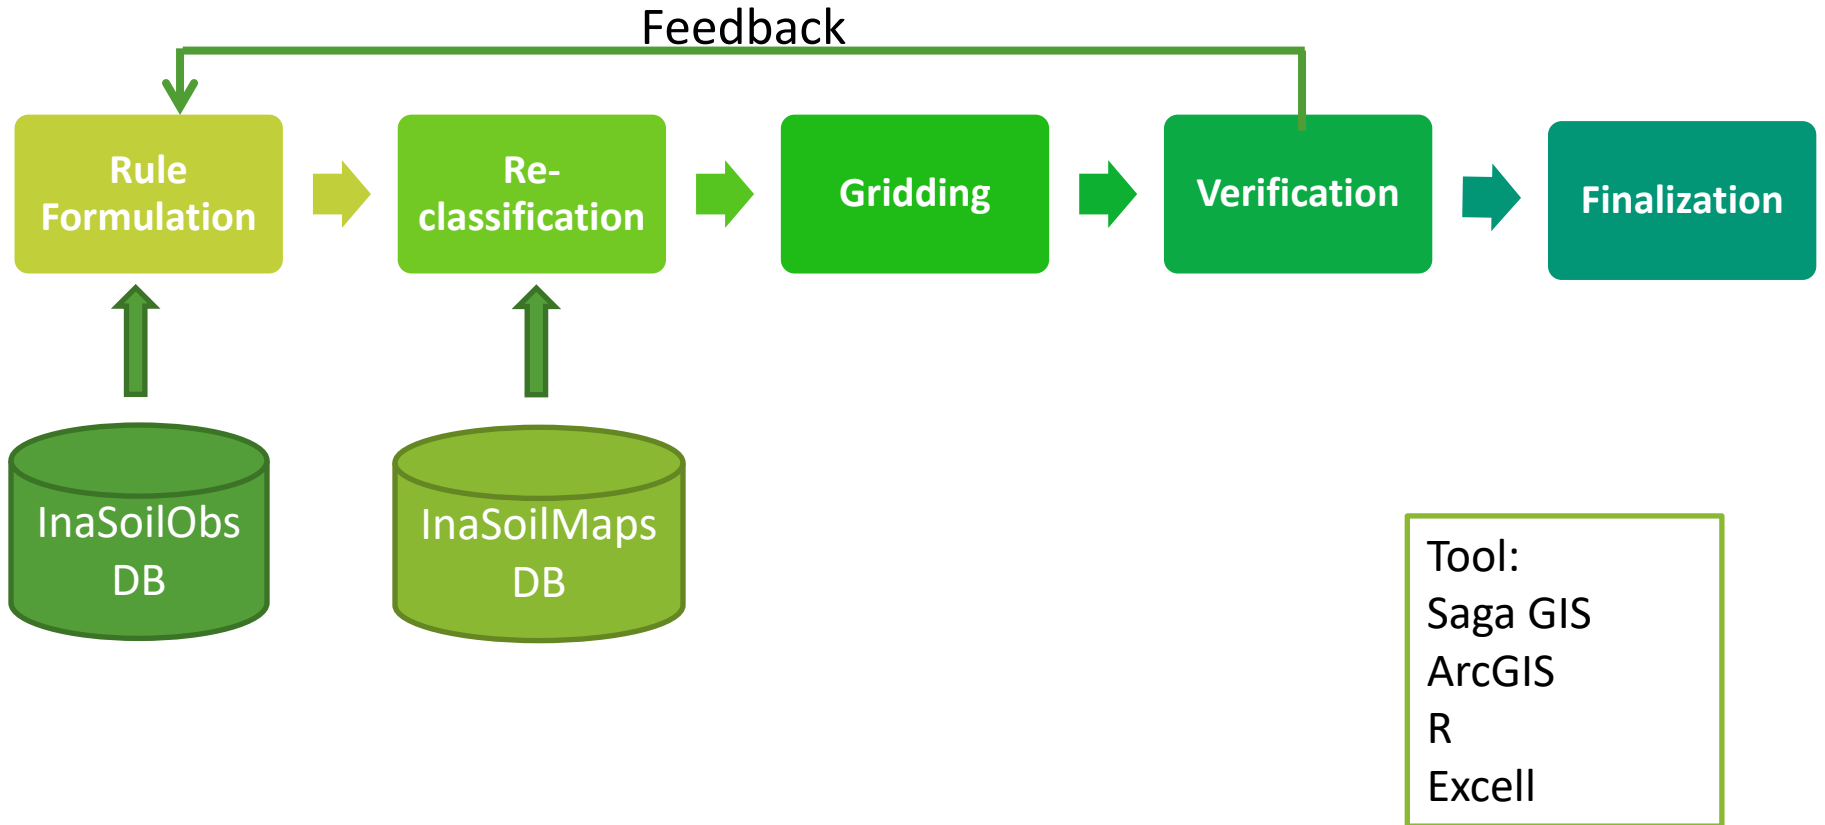 Feedback
Rule
Formulation
Re-
classification
Gridding
Verification
Finalization
InaSoilObs
DB
InaSoilMaps
DB
Tool:
Saga GIS
ArcGIS
R
Excell